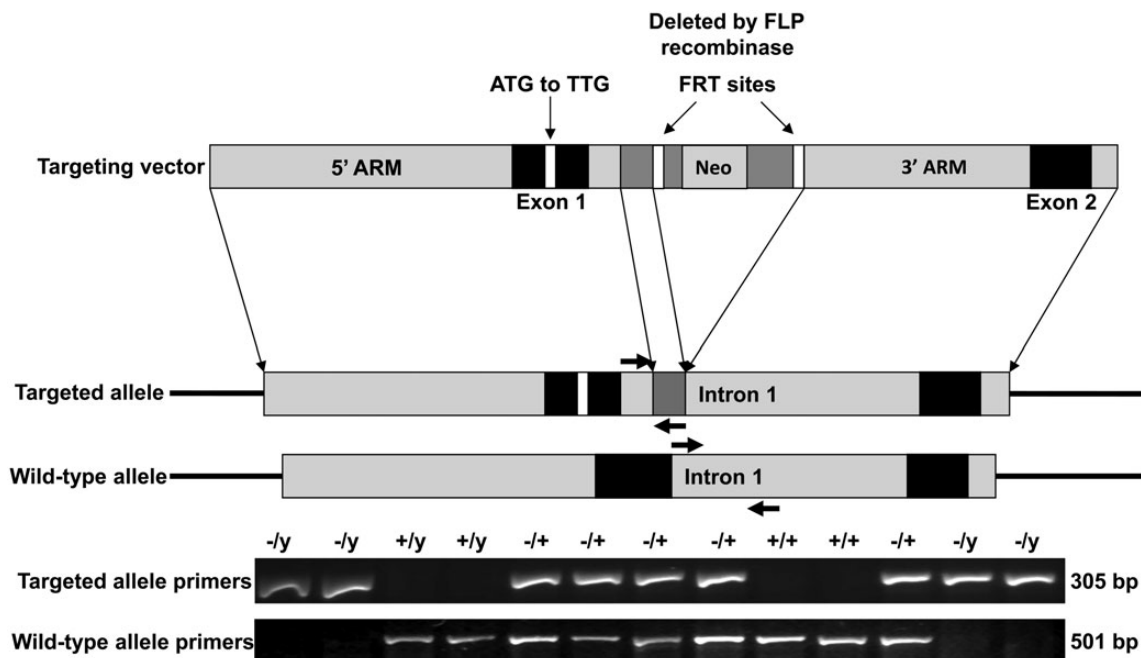 Deleted by FLP
recombinase
ATG to TTG
FRT sites
Targeting vector
5' ARM
Neo
3' ARM
Exon 1
Exon 2
Targeted allele
Intron 1
Wild-type allele
Intron 1
-/y -/y +/y +/y -/+ -/+ -/+ -/+ +/+ +/+ -/+ -/y -/y
Targeted allele primers 305 bp
Wild-type allele primers 501 bp